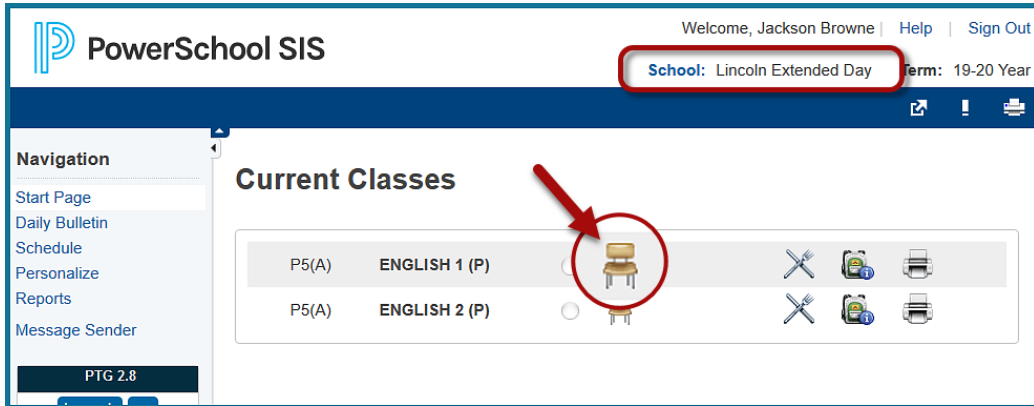 PowerSchool SIS
Welcome, Jackson Browne | Help | Sign Out
School: Lincoln Extended Day Term: 19-20 Year
Navigation
Start Page
Daily Bulletin
Schedule
Personalize
Reports
Message Sender
PTG 2.8
Current Classes
P5(A) ENGLISH 1 (P)
P5(A) ENGLISH 2 (P)